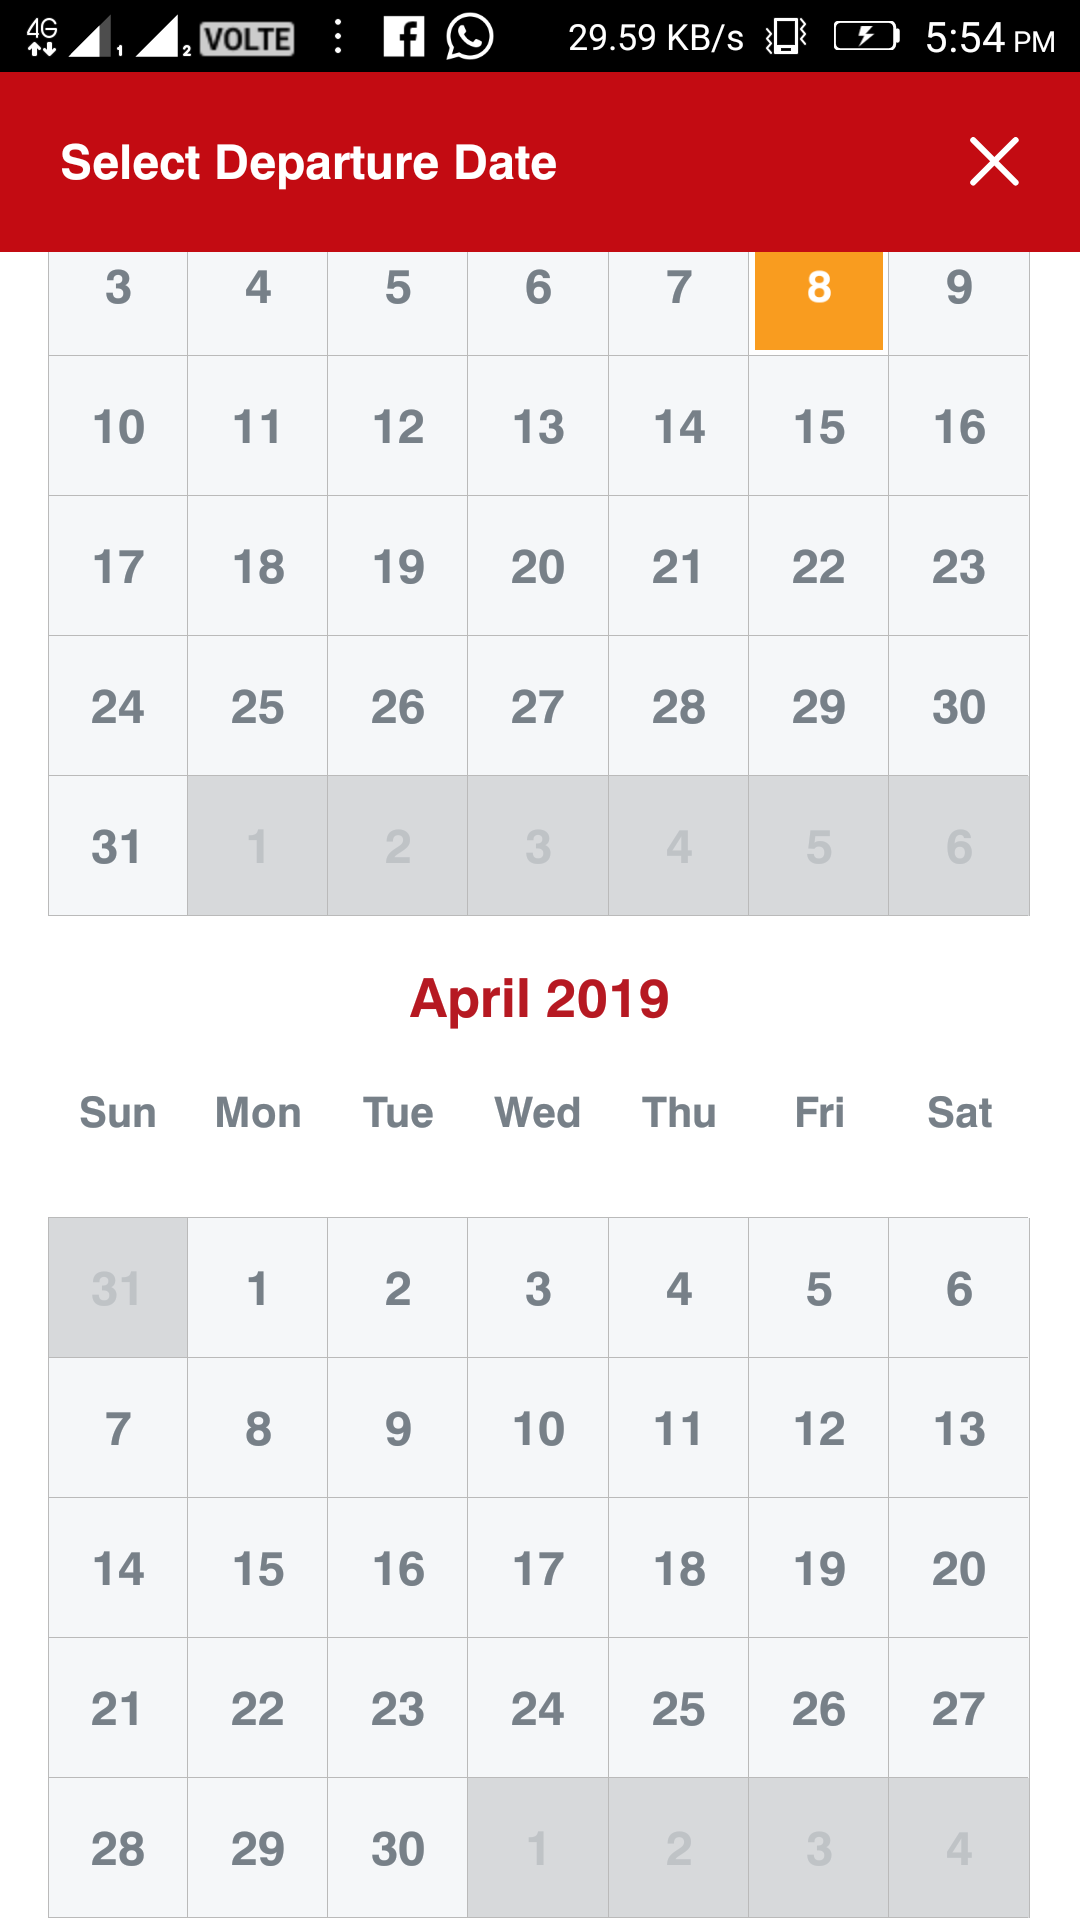 4G 1 2 VOLTE 29.59 KB/s 5:54 PM
Select Departure Date
3 4 5 6 7 8 9
10 11 12 13 14 15 16
17 18 19 20 21 22 23
24 25 26 27 28 29 30
31 1 2 3 4 5 6
April 2019
Sun Mon Tue Wed Thu Fri Sat
31 1 2 3 4 5 6
7 8 9 10 11 12 13
14 15 16 17 18 19 20
21 22 23 24 25 26 27
28 29 30 1 2 3 4